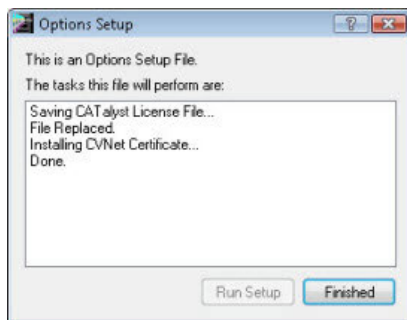 Options Setup
This is an Options Setup File.
The tasks this file will perform are:
Saving CATalyst License File...
File Replaced.
Installing CVNet Certificate...
Done.
Run Setup
Finished